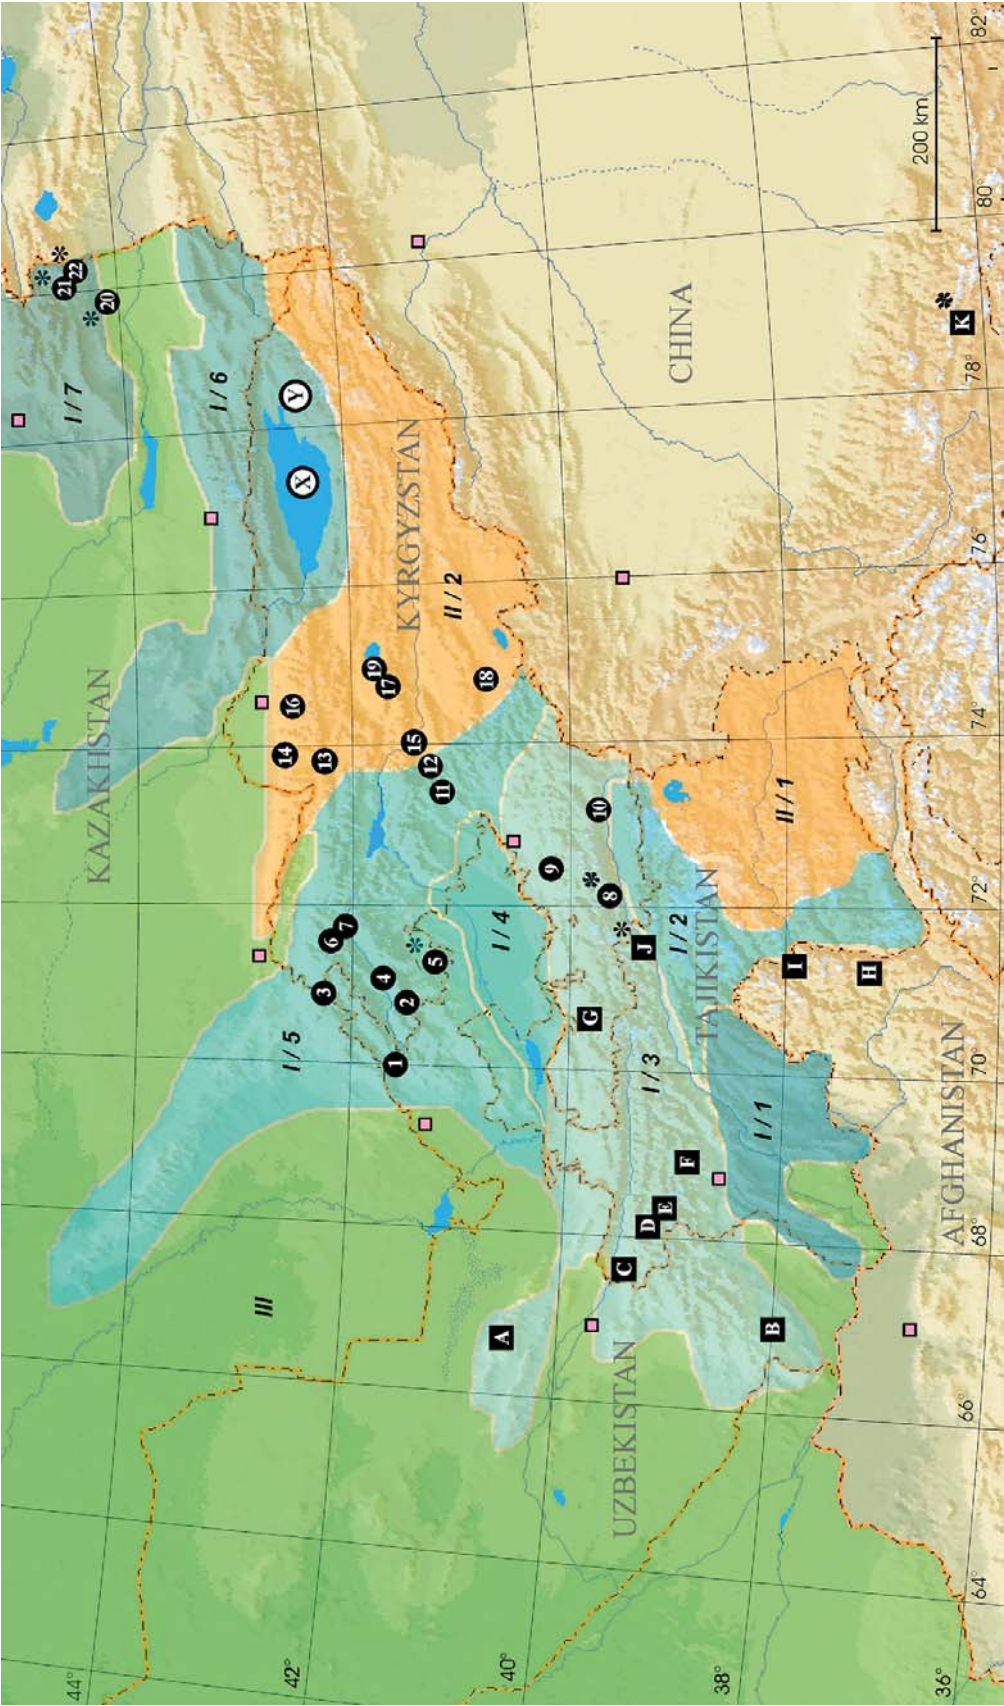 44°
21
22
I / 7
KAZAKHSTAN
20
I / 6
III
42°
I / 5
14
16
Y
X
3
13
6
7
19
4
17
1
2
KYRGYZSTAN
15
12
5
11
II / 2
18
A
I / 4
40°
9
G
10
8
UZBEKISTAN
C
J
D
I / 3
E
I / 2
CHINA
F
TAJIKISTAN
38°
I / 1
B
II / 1
I
H
200 km
36°
AFGHANISTAN
K
64°
66°
68°
70°
72°
74°
76°
78°
80°
82°